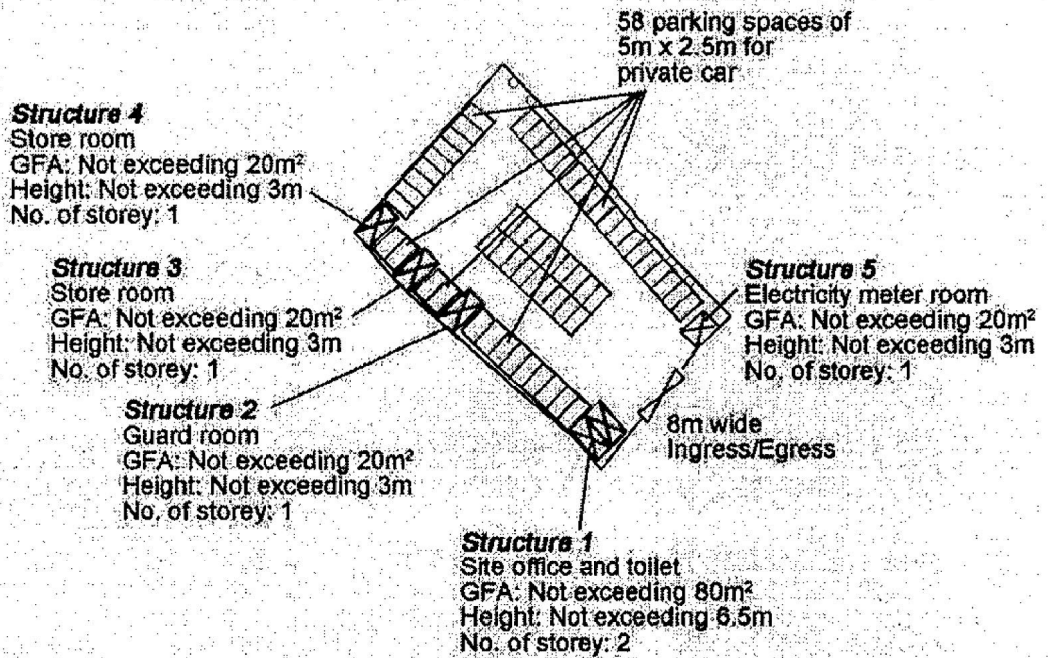 58 parking spaces of
5m x 2.5m for
private car
Structure 4
Store room
GFA: Not exceeding 20m²
Height: Not exceeding 3m
No. of storey: 1
Structure 3
Store room
GFA: Not exceeding 20m²
Height: Not exceeding 3m
No. of storey: 1
Structure 2
Guard room
GFA: Not exceeding 20m²
Height: Not exceeding 3m
No. of storey: 1
Structure 5
Electricity meter room
GFA: Not exceeding 20m²
Height: Not exceeding 3m
No. of storey: 1
8m wide
Ingress/Egress
Structure 1
Site office and toilet
GFA: Not exceeding 80m²
Height: Not exceeding 6.5m
No. of storey: 2